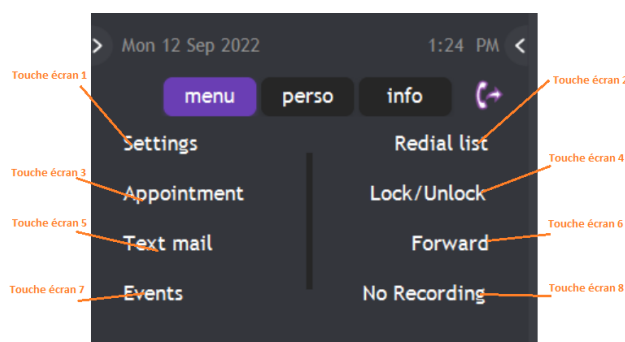 Mon 12 Sep 2022 1:24 PM
menu perso info
Touche écran 1
Touche écran 2
Settings Redial list
Touche écran 3
Touche écran 4
Appointment Lock/Unlock
Touche écran 5
Touche écran 6
Text mail Forward
Touche écran 7
Touche écran 8
Events No Recording